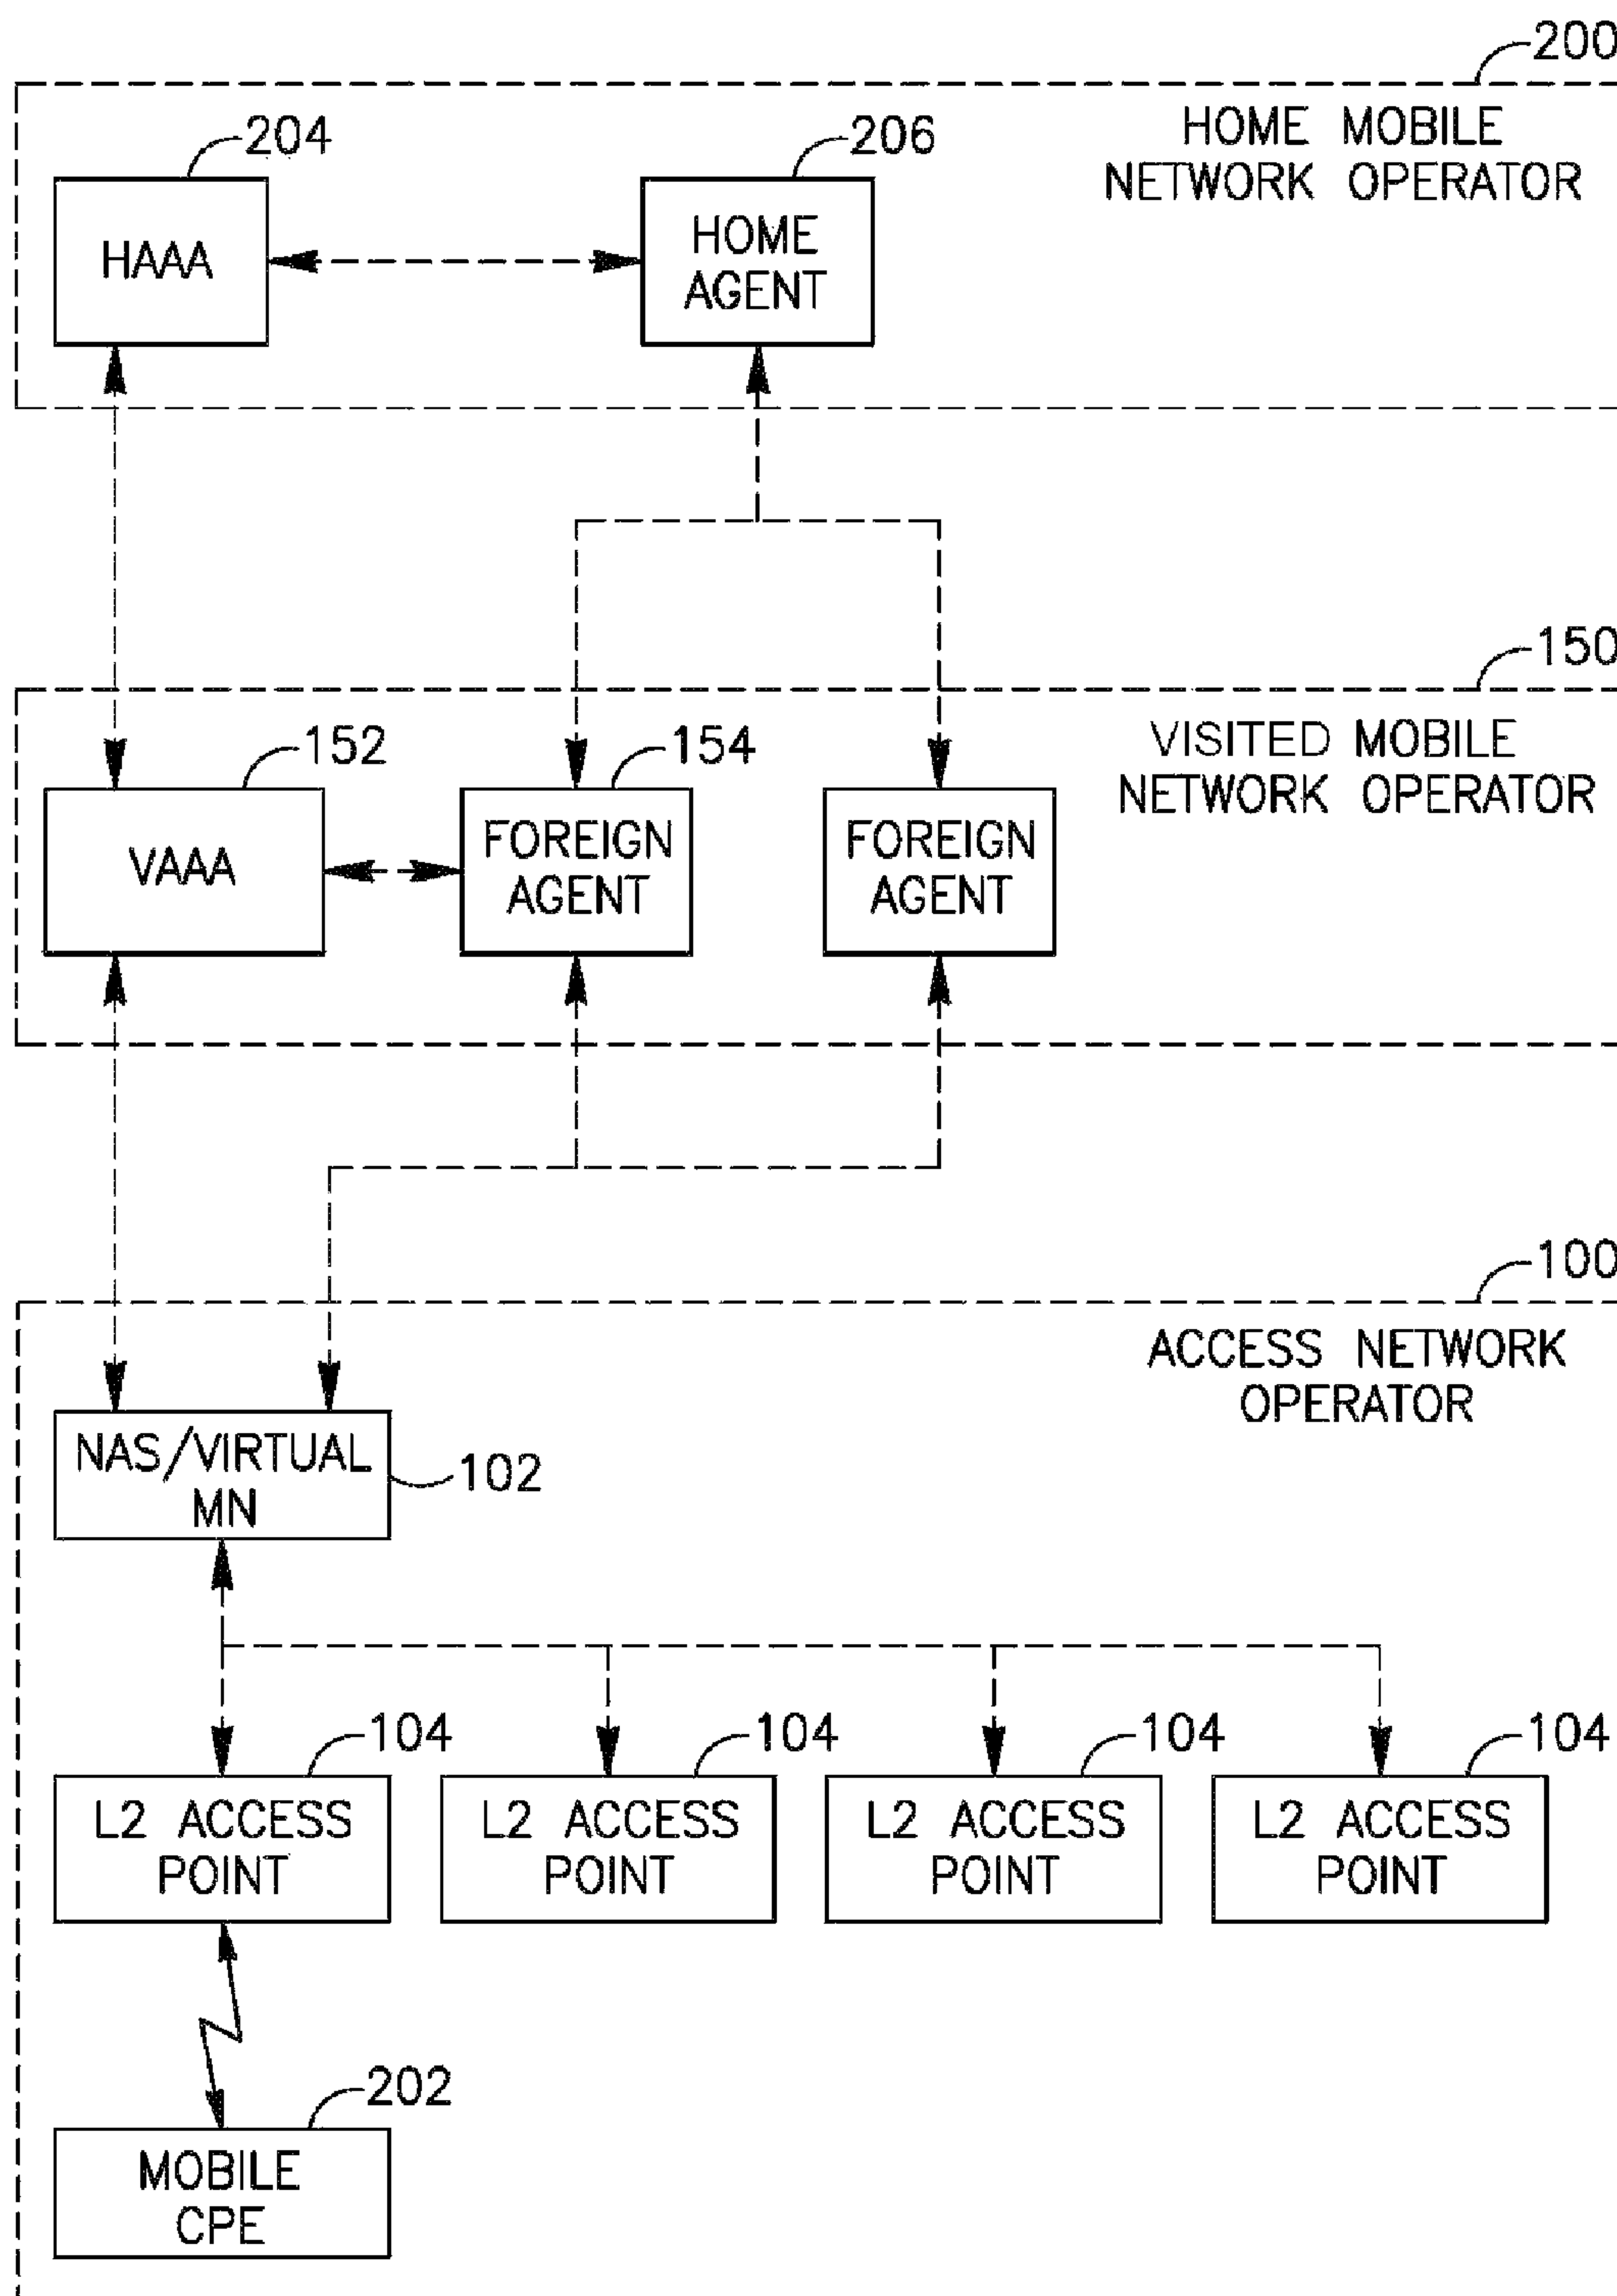 200
HOME MOBILE
NETWORK OPERATOR
204
206
HAAA
HOME
AGENT
150
VISITED MOBILE
NETWORK OPERATOR
152
154
VAAA
FOREIGN
AGENT
FOREIGN
AGENT
100
ACCESS NETWORK
OPERATOR
NAS/VIRTUAL
MN
102
104
104
104
104
L2 ACCESS
POINT
L2 ACCESS
POINT
L2 ACCESS
POINT
L2 ACCESS
POINT
202
MOBILE
CPE